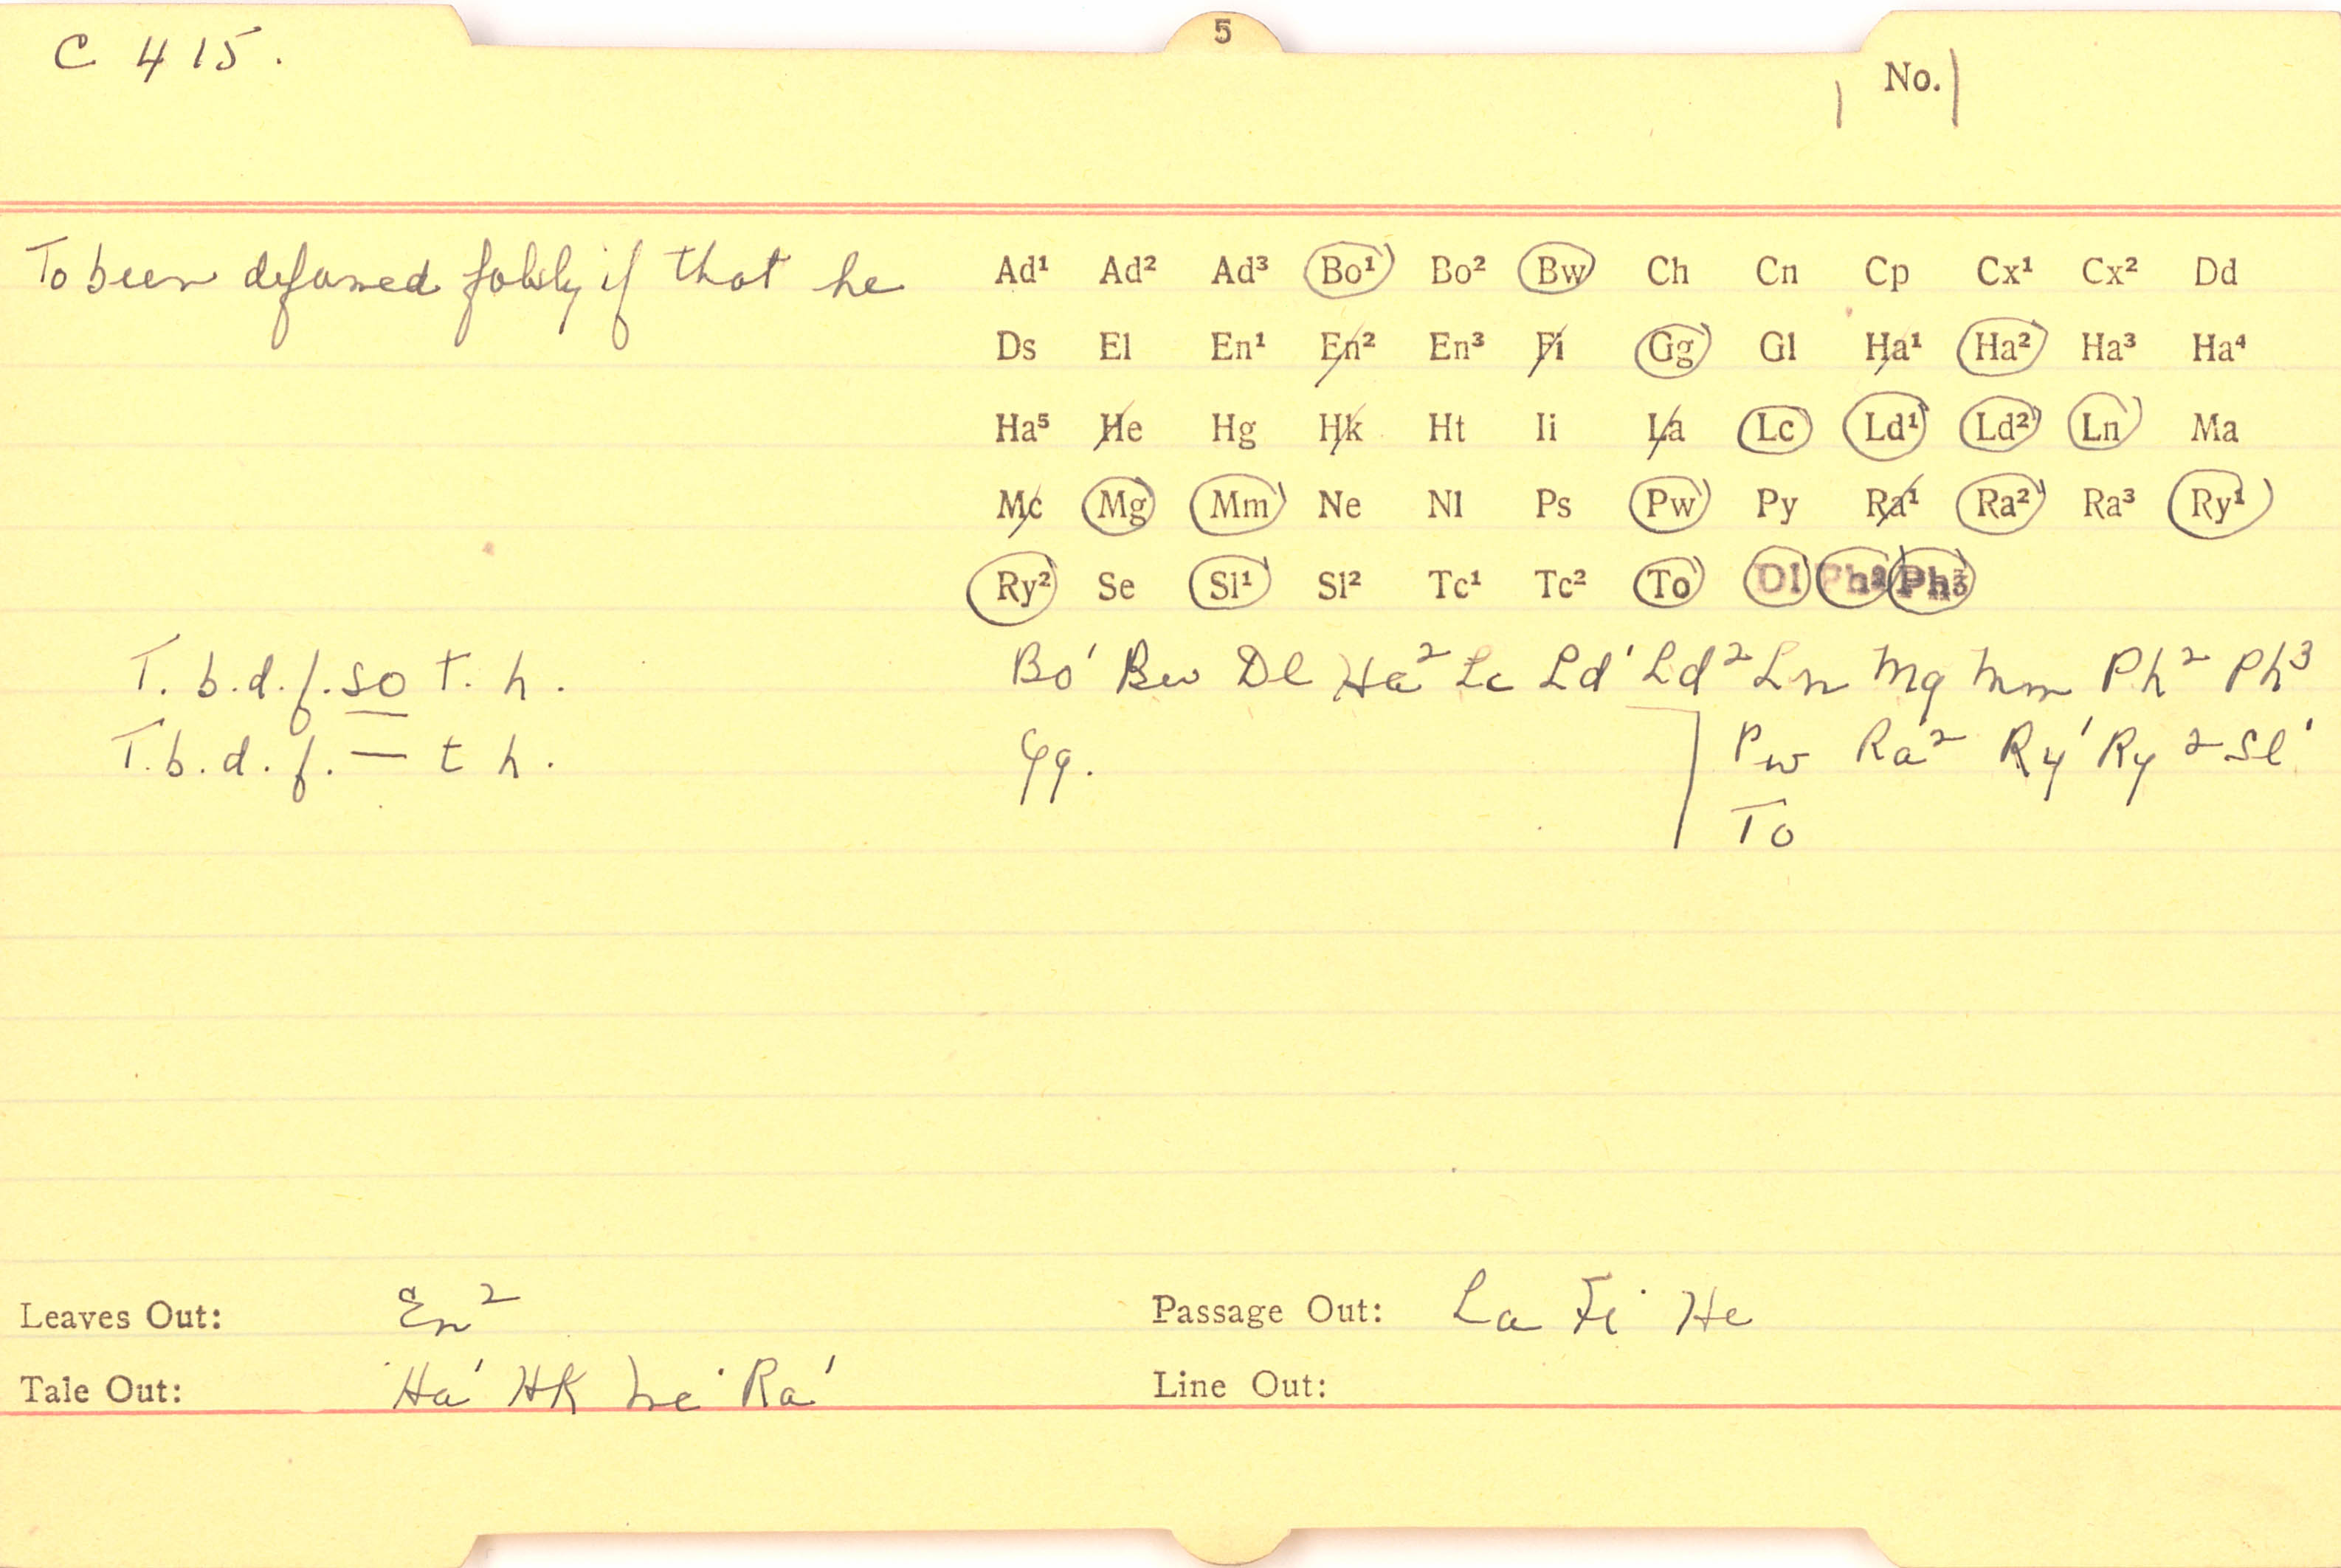 C 415.
5
No.
To been defamed falsly if that he
Ad¹ Ad² Ad³ Bo¹ Bo² Bw Ch Cn Cp Cx¹ Cx² Dd
Ds El En¹ En² En³ Fi Gg Gl Ha¹ Ha² Ha³ Ha⁴
Ha⁵ He Hg Hk Ht Ii La Lc Ld¹ Ld² Ln Ma
Mc Mg Mm Ne Nl Ps Pw Py Ra¹ Ra² Ra³ Ry¹
Ry² Se Sl¹ Sl² Tc¹ Tc² To Dl Ph² Ph³
T. b. d. f. so t. h. Bo¹ Bw Dl Ha² Lc Ld¹ Ld² Ln Mg Mm Ph² Ph³
T. b. d. f. — t h. Gg. ] Pw Ra² Ry¹ Ry² Sl¹
To
Leaves Out: En² Passage Out: La Fi He
Tale Out: Ha¹ Hk Mc Ra¹ Line Out: